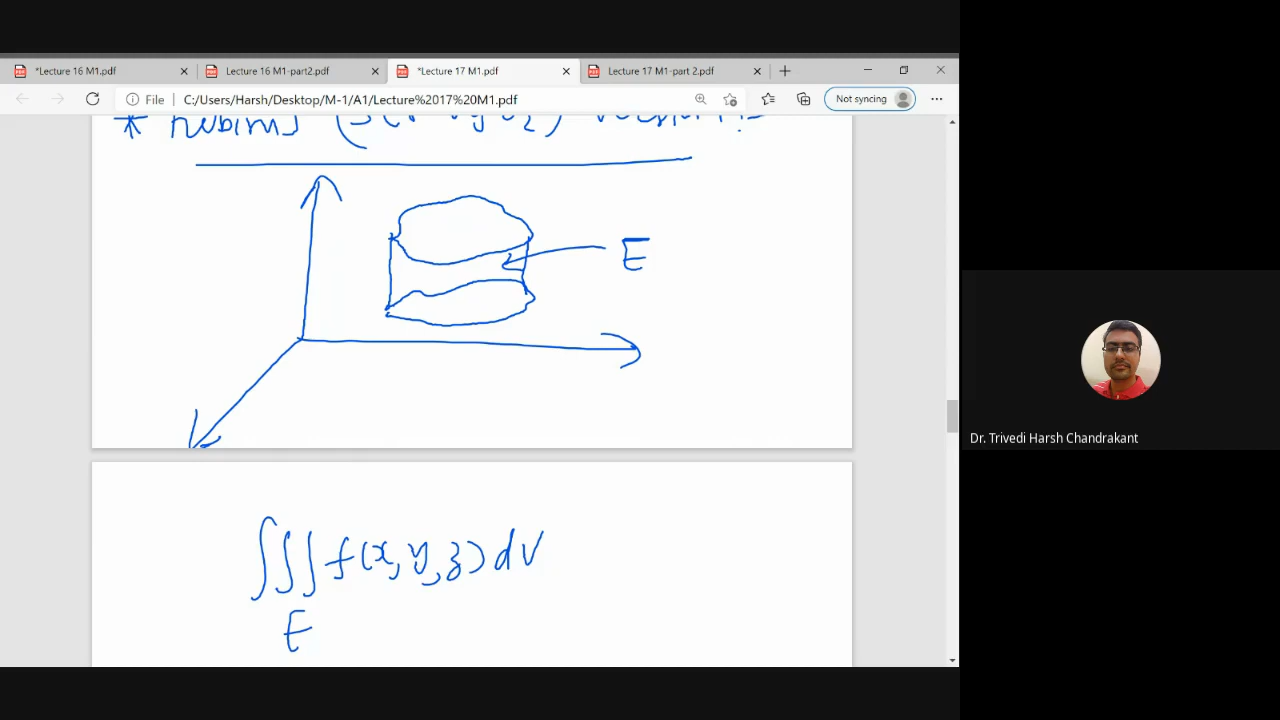 *Lecture 16 M1.pdf
Lecture 16 M1-part2.pdf
*Lecture 17 M1.pdf
Lecture 17 M1-part 2.pdf
File
C:/Users/Harsh/Desktop/M-1/A1/Lecture%2017%20M1.pdf
Not syncing
E
∭ f(x, y, z) dV
E
Dr. Trivedi Harsh Chandrakant